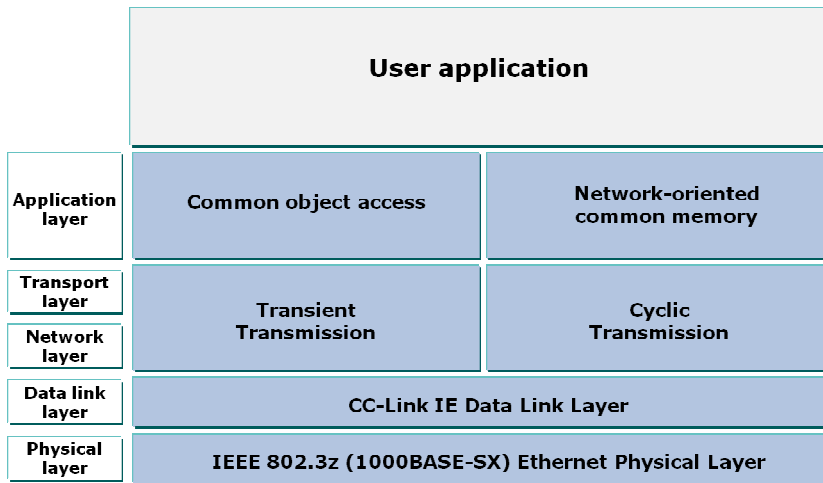 User application
Application
layer
Common object access
Network-oriented
common memory
Transport
layer
Network
layer
Transient
Transmission
Cyclic
Transmission
Data link
layer
CC-Link IE Data Link Layer
Physical
layer
IEEE 802.3z (1000BASE-SX) Ethernet Physical Layer